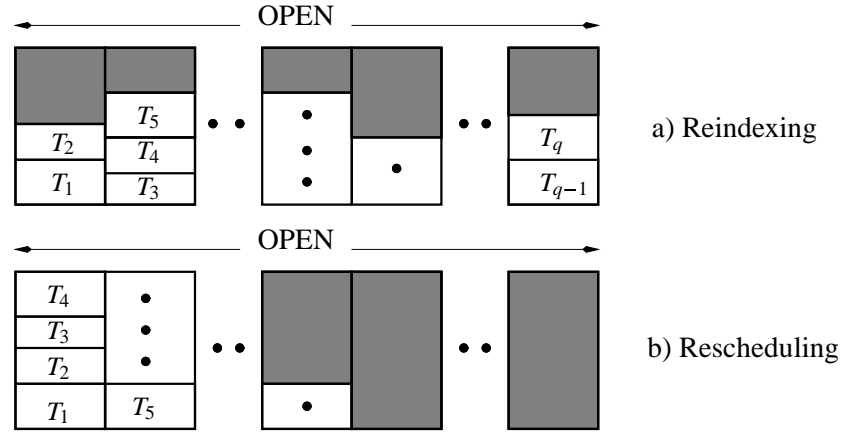 OPEN
T5
T2 T4 Tq
T1 T3 Tq−1
a) Reindexing
OPEN
T4
T3
T2
T1 T5
b) Rescheduling